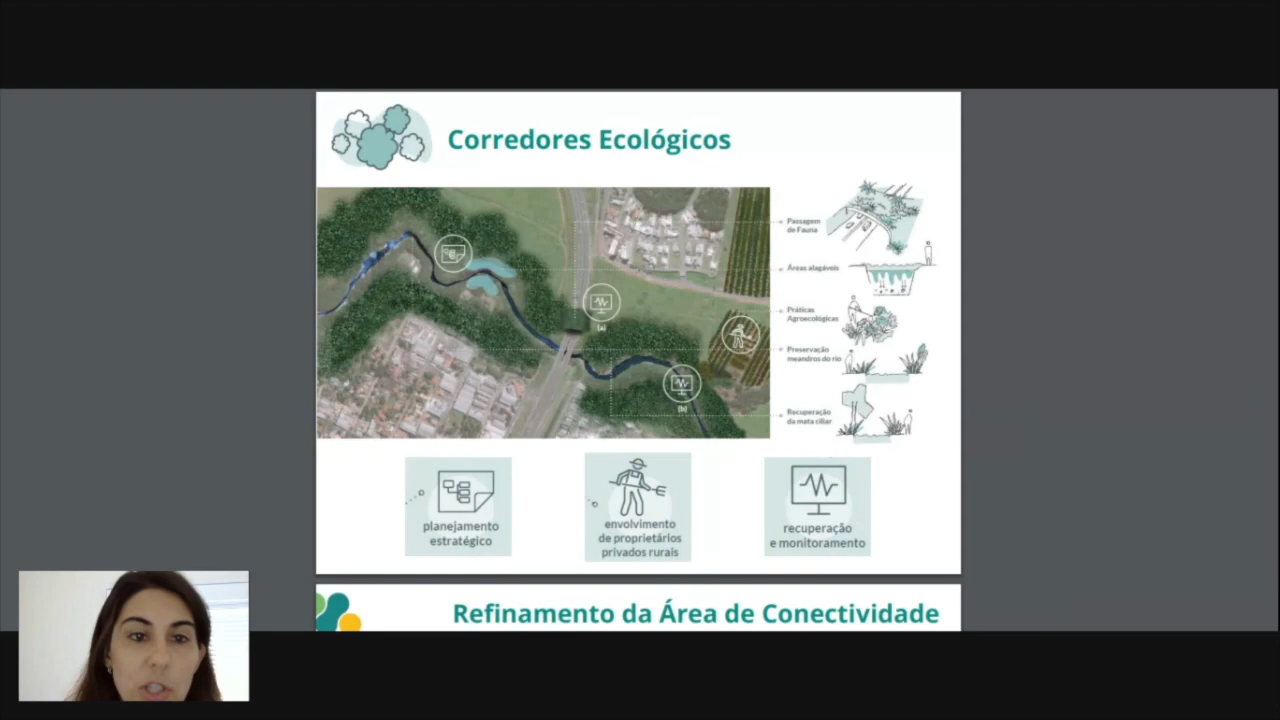 Corredores Ecológicos
Passagem
de Fauna
Áreas alagáveis
Práticas
Agroecológicas
Preservação
meandros do rio
Recuperação
da mata ciliar
(a)
(b)
planejamento
estratégico
envolvimento
de proprietários
privados rurais
recuperação
e monitoramento
Refinamento da Área de Conectividade